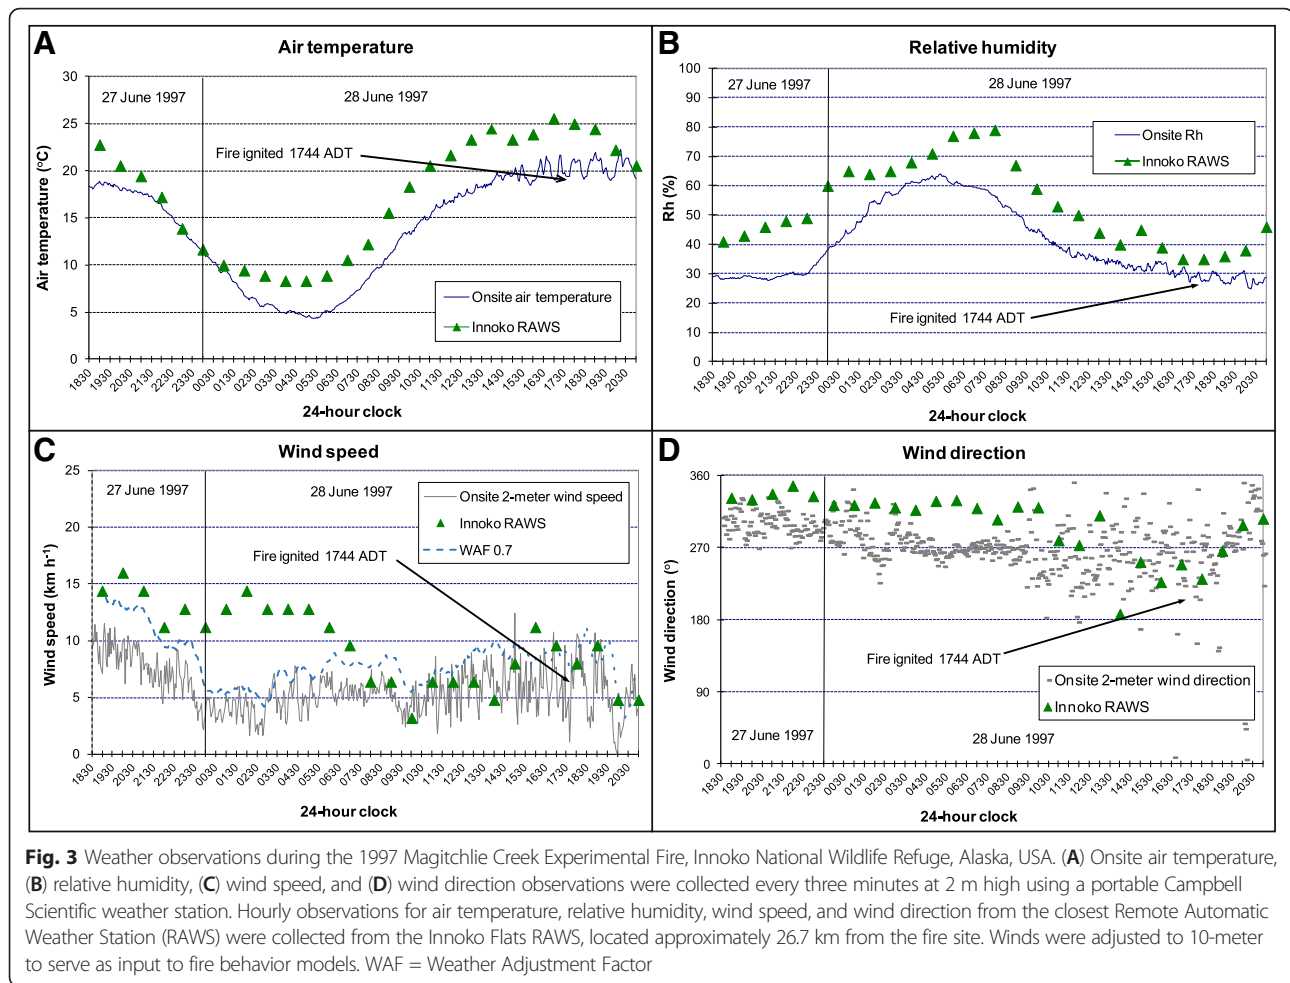 A
Air temperature
30
25
20
15
10
5
0
Air temperature (°C)
27 June 1997
28 June 1997
Fire ignited 1744 ADT
Onsite air temperature
Innoko RAWS
1830 1930 2030 2130 2230 2330 0030 0130 0230 0330 0430 0530 0630 0730 0830 0930 1030 1130 1230 1330 1430 1530 1630 1730 1830 1930 2030
24-hour clock
B
Relative humidity
100
90
80
70
60
50
40
30
20
10
0
Rh (%)
27 June 1997
28 June 1997
Onsite Rh
Innoko RAWS
Fire ignited 1744 ADT
1830 1930 2030 2130 2230 2330 0030 0130 0230 0330 0430 0530 0630 0730 0830 0930 1030 1130 1230 1330 1430 1530 1630 1730 1830 1930 2030
24-hour clock
C
Wind speed
25
20
15
10
5
0
Wind speed (km h-1)
27 June 1997
28 June 1997
Onsite 2-meter wind speed
Innoko RAWS
WAF 0.7
Fire ignited 1744 ADT
1830 1930 2030 2130 2230 2330 0030 0130 0230 0330 0430 0530 0630 0730 0830 0930 1030 1130 1230 1330 1430 1530 1630 1730 1830 1930 2030
24-hour clock
D
Wind direction
360
270
180
90
0
Wind direction (°)
Fire ignited 1744 ADT
Onsite 2-meter wind direction
Innoko RAWS
27 June 1997
28 June 1997
1830 1930 2030 2130 2230 2330 0030 0130 0230 0330 0430 0530 0630 0730 0830 0930 1030 1130 1230 1330 1430 1530 1630 1730 1830 1930 2030
24-hour clock
Fig. 3 Weather observations during the 1997 Magitchlie Creek Experimental Fire, Innoko National Wildlife Refuge, Alaska, USA. (A) Onsite air temperature,
(B) relative humidity, (C) wind speed, and (D) wind direction observations were collected every three minutes at 2 m high using a portable Campbell
Scientific weather station. Hourly observations for air temperature, relative humidity, wind speed, and wind direction from the closest Remote Automatic
Weather Station (RAWS) were collected from the Innoko Flats RAWS, located approximately 26.7 km from the fire site. Winds were adjusted to 10-meter
to serve as input to fire behavior models. WAF = Weather Adjustment Factor